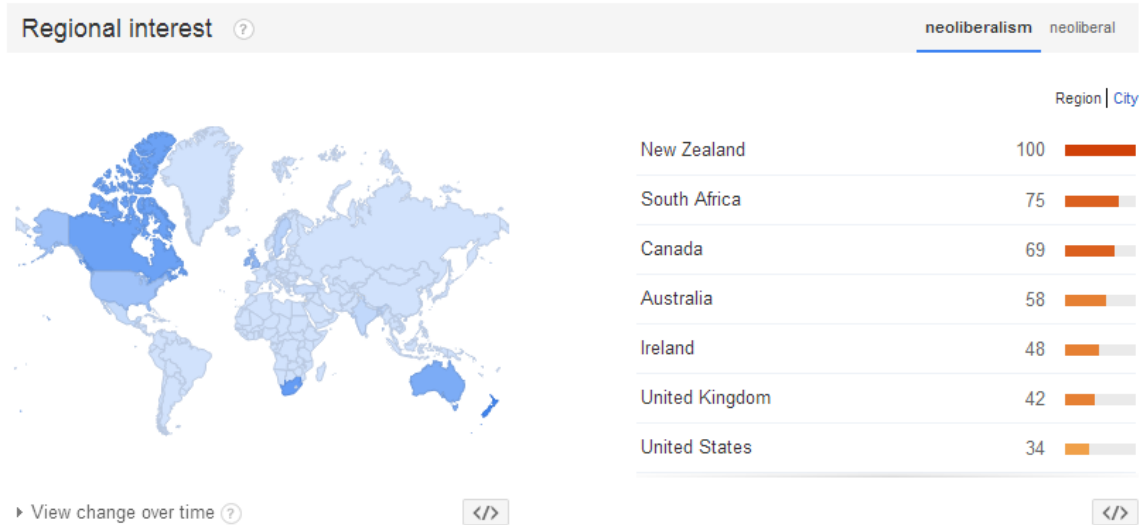 Regional interest ?
neoliberalism neoliberal
Region | City
New Zealand 100
South Africa 75
Canada 69
Australia 58
Ireland 48
United Kingdom 42
United States 34
View change over time ?
</>
</>